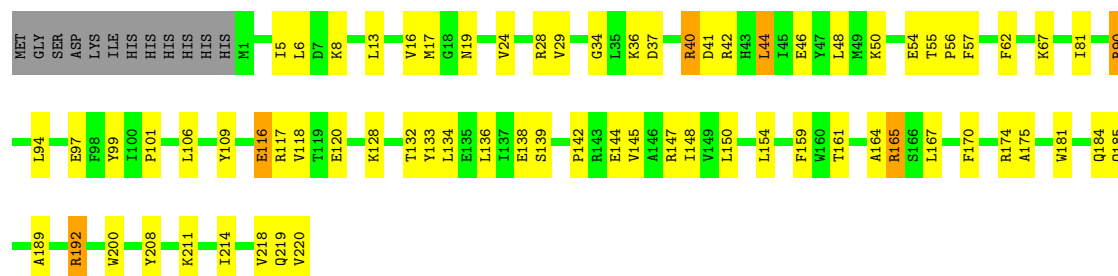 MET GLY SER ASP LYS ILE HIS HIS HIS HIS HIS HIS M1 I5 L6 D7 K8 L13 V16 M17 G18 N19 V24 R28 V29 G34 L35 K36 D37 R40 D41 R42 H43 L44 I45 E46 Y47 L48 M49 K50 E54 T55 P56 F57 F62 K67 I81
L94 E97 F98 Y99 I100 P101 L106 Y109 E116 R117 V118 T119 E120 K128 T132 Y133 L134 E135 L136 I137 E138 S139 P142 R143 E144 V145 A146 R147 I148 V149 L150 L154 F159 W160 T161 A164 R165 S166 L167 F170 R174 A175 W181 Q184
A189 R192 W200 Y208 K211 I214 V218 Q219 V220